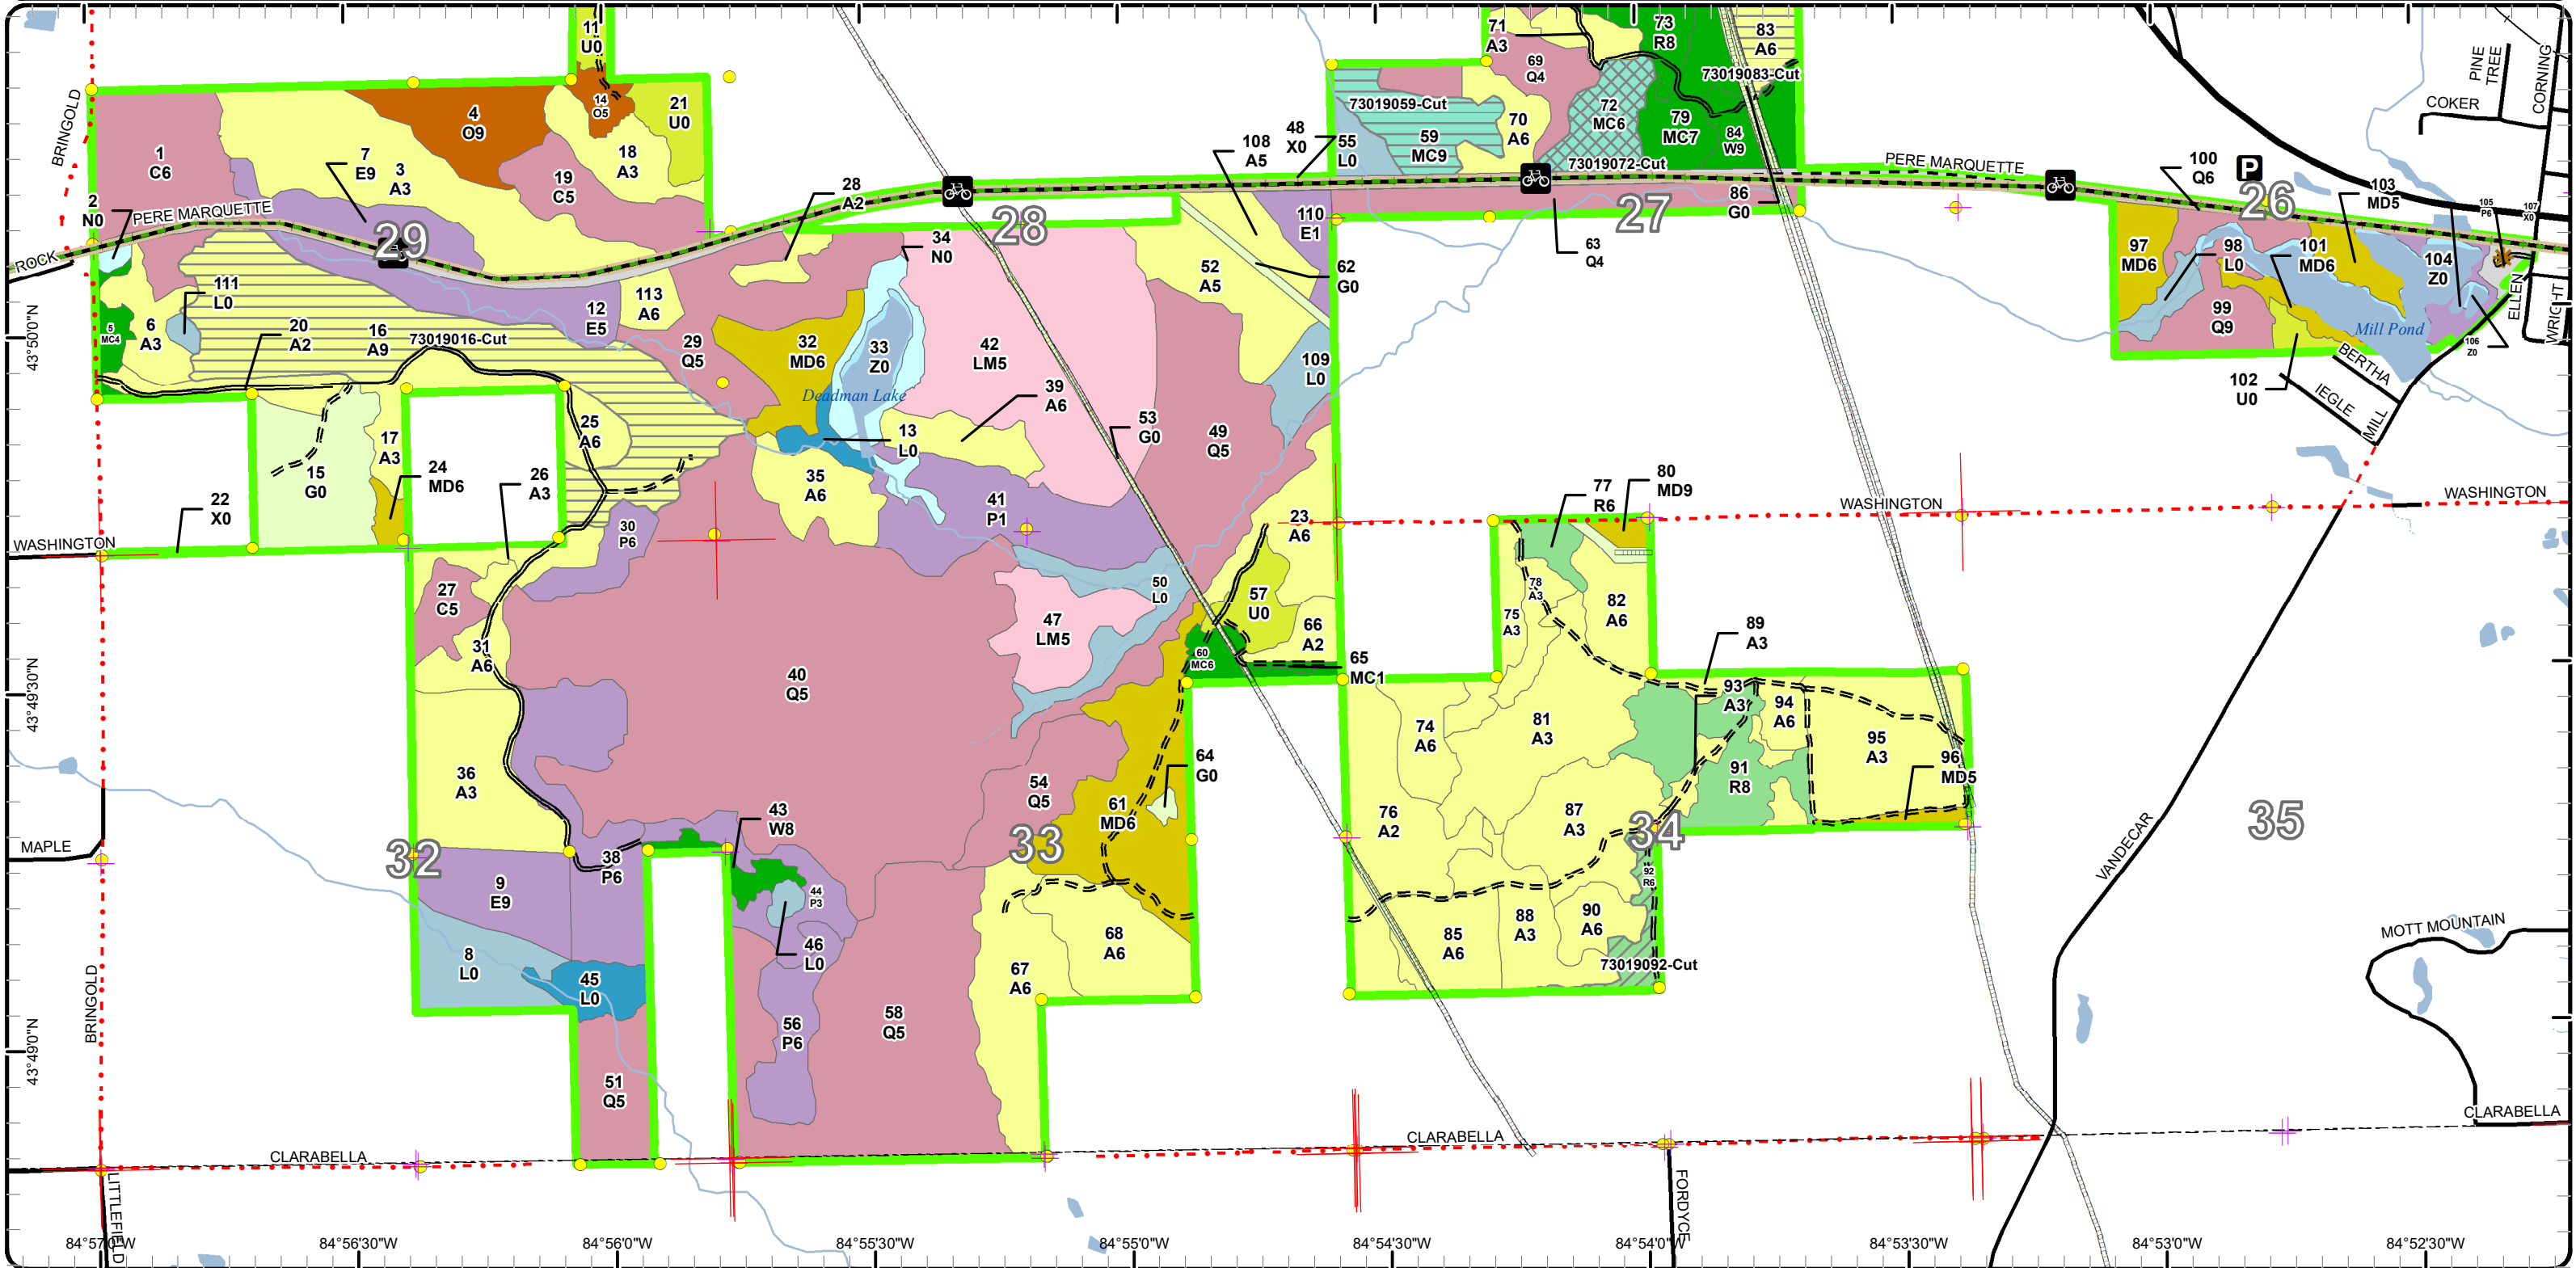 11
U0
71
A3
73
R8
83
A6
PINE
TREE
CORNING
COKER
69
Q4
73019083-Cut
BRINGOLD
4
O9
14
O5
21
U0
73019059-Cut
70
A6
72
MC6
79
MC7
84
W9
1
C6
7
E9
3
A3
19
C5
18
A3
108
A5
48
X0
55
L0
59
MC9
73019072-Cut
PERE MARQUETTE
100
Q6
P
26
103
MD5
105
P6
107
X0
2
N0
PERE MARQUETTE
29
28
A2
28
34
N0
110
E1
86
G0
27
63
Q4
97
MD6
98
L0
101
MD6
104
Z0
ROCK
111
L0
113
A6
52
A5
62
G0
ELLEN
WRIGHT
5
MC4
6
A3
20
A2
16
A9
73019016-Cut
12
E5
29
Q5
32
MD6
33
Z0
42
LM5
109
L0
99
Q9
Mill Pond
106
Z0
43°50'0"N
Deadman Lake
39
A6
102
U0
BERTHA
IEGLE
MILL
17
A3
25
A6
13
L0
53
G0
49
Q5
15
G0
24
MD6
26
A3
35
A6
41
P1
23
A6
77
R6
80
MD9
WASHINGTON
WASHINGTON
22
X0
WASHINGTON
30
P6
27
C5
50
L0
57
U0
78
A3
75
A3
82
A6
47
LM5
66
A2
89
A3
31
A6
60
MC6
65
MC1
40
Q5
43°49'30"N
74
A6
81
A3
93
A3
94
A6
95
A3
96
MD5
36
A3
54
Q5
64
G0
91
R8
61
MD6
76
A2
87
A3
34
35
43
W8
33
MAPLE
32
38
P6
VANDECAR
9
E9
44
P3
92
R6
46
L0
68
A6
85
A6
88
A3
90
A6
MOTT MOUNTAIN
8
L0
45
L0
67
A6
73019092-Cut
BRINGOLD
56
P6
58
Q5
43°49'0"N
51
Q5
CLARABELLA
CLARABELLA
CLARABELLA
LITTLEFIELD
FORDYCE
84°57'0"W
84°56'30"W
84°56'0"W
84°55'30"W
84°55'0"W
84°54'30"W
84°54'0"W
84°53'30"W
84°53'0"W
84°52'30"W